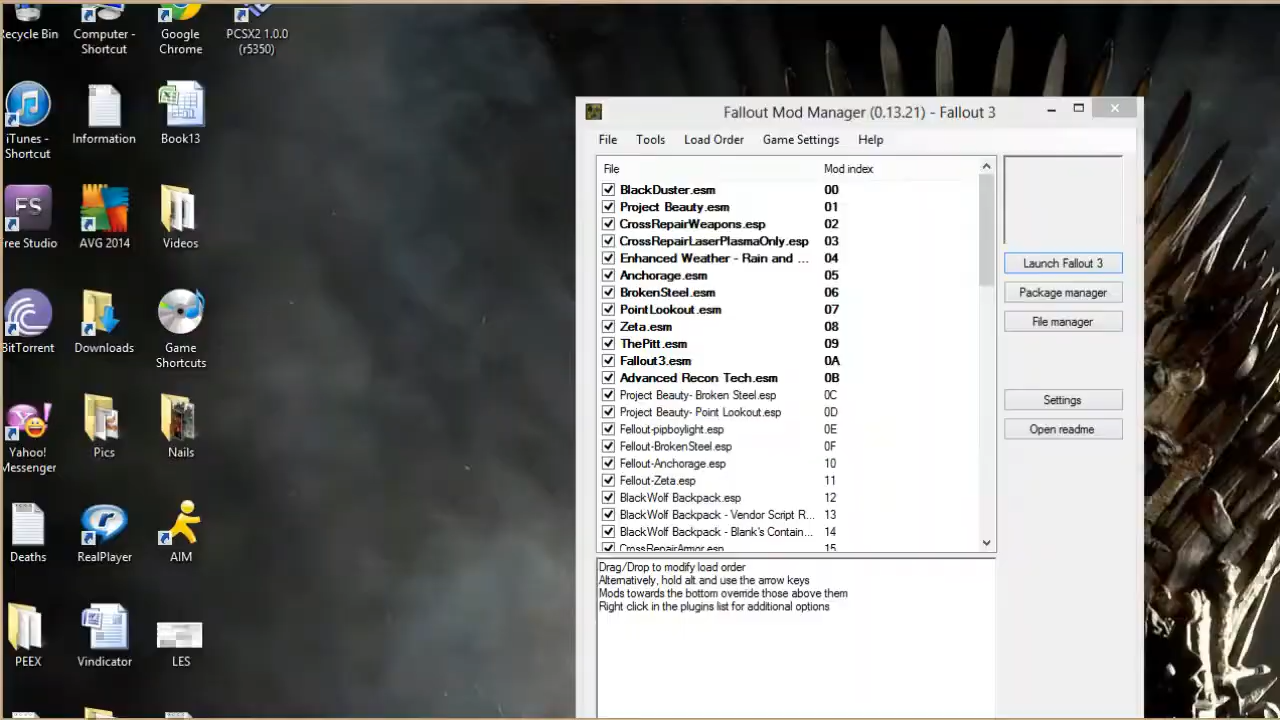 Recycle Bin
Computer - Shortcut
Google Chrome
PCSX2 1.0.0 (r5350)
iTunes - Shortcut
Information
Book13
Free Studio
AVG 2014
Videos
BitTorrent
Downloads
Game Shortcuts
Yahoo! Messenger
Pics
Nails
Deaths
RealPlayer
AIM
PEEX
Vindicator
LES
Fallout Mod Manager (0.13.21) - Fallout 3
File Tools Load Order Game Settings Help
File Mod index
BlackDuster.esm 00
Project Beauty.esm 01
CrossRepairWeapons.esp 02
CrossRepairLaserPlasmaOnly.esp 03
Enhanced Weather - Rain and ... 04
Anchorage.esm 05
BrokenSteel.esm 06
PointLookout.esm 07
Zeta.esm 08
ThePitt.esm 09
Fallout3.esm 0A
Advanced Recon Tech.esm 0B
Project Beauty- Broken Steel.esp 0C
Project Beauty- Point Lookout.esp 0D
Fellout-pipboylight.esp 0E
Fellout-BrokenSteel.esp 0F
Fellout-Anchorage.esp 10
Fellout-Zeta.esp 11
BlackWolf Backpack.esp 12
BlackWolf Backpack - Vendor Script R... 13
BlackWolf Backpack - Blank's Contain... 14
CrossRepairArmor.esp 15
Launch Fallout 3
Package manager
File manager
Settings
Open readme
Drag/Drop to modify load order
Alternatively, hold alt and use the arrow keys
Mods towards the bottom override those above them
Right click in the plugins list for additional options